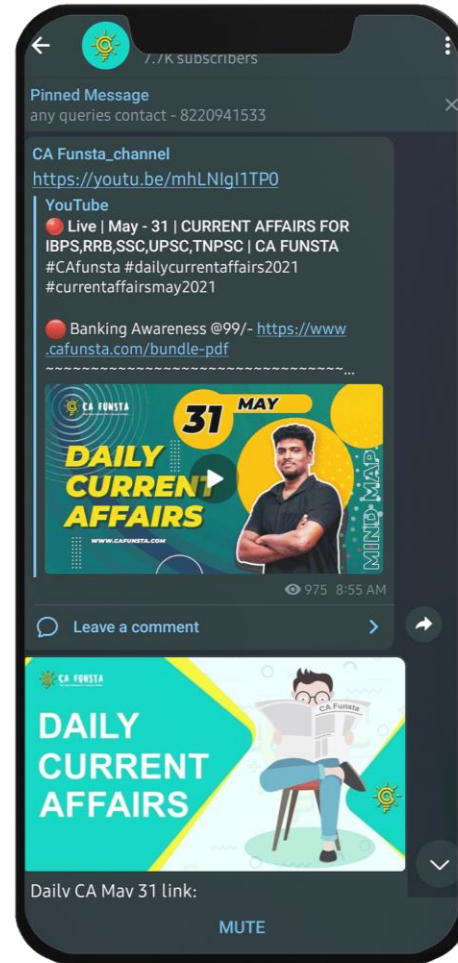 7.7K subscribers
Pinned Message
any queries contact - 8220941533
CA Funsta_channel
https://youtu.be/mhLNIgI1TP0
YouTube
🔴 Live | May - 31 | CURRENT AFFAIRS FOR
IBPS,RRB,SSC,UPSC,TNPSC | CA FUNSTA
#CAfunsta #dailycurrentaffairs2021
#currentaffairsmay2021
🔴 Banking Awareness @99/- https://www
.cafunsta.com/bundle-pdf
~~~~~~~~~~~~~~~~~~~~~~~~~~~~~~~~~...
CA FUNSTA
31 MAY
DAILY
CURRENT
AFFAIRS
WWW.CAFUNSTA.COM
MIND MAP
975 8:55 AM
Leave a comment
CA FUNSTA
CA Funsta
DAILY
CURRENT
AFFAIRS
Daily CA May 31 link:
MUTE